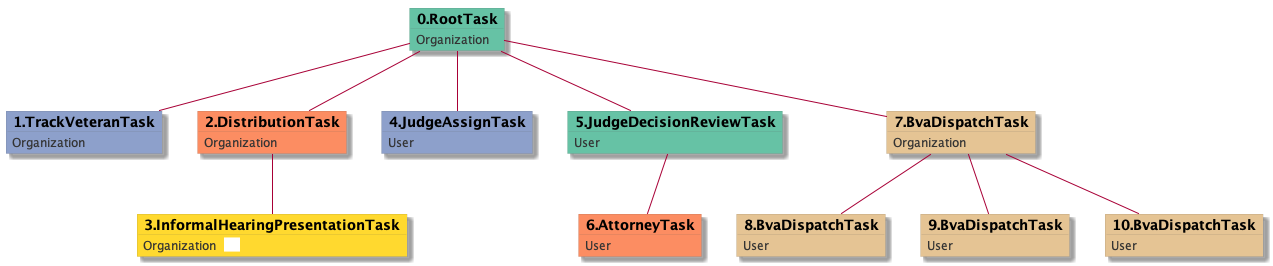 0.RootTask
Organization
1.TrackVeteranTask
Organization
2.DistributionTask
Organization
4.JudgeAssignTask
User
5.JudgeDecisionReviewTask
User
7.BvaDispatchTask
Organization
3.InformalHearingPresentationTask
Organization
6.AttorneyTask
User
8.BvaDispatchTask
User
9.BvaDispatchTask
User
10.BvaDispatchTask
User